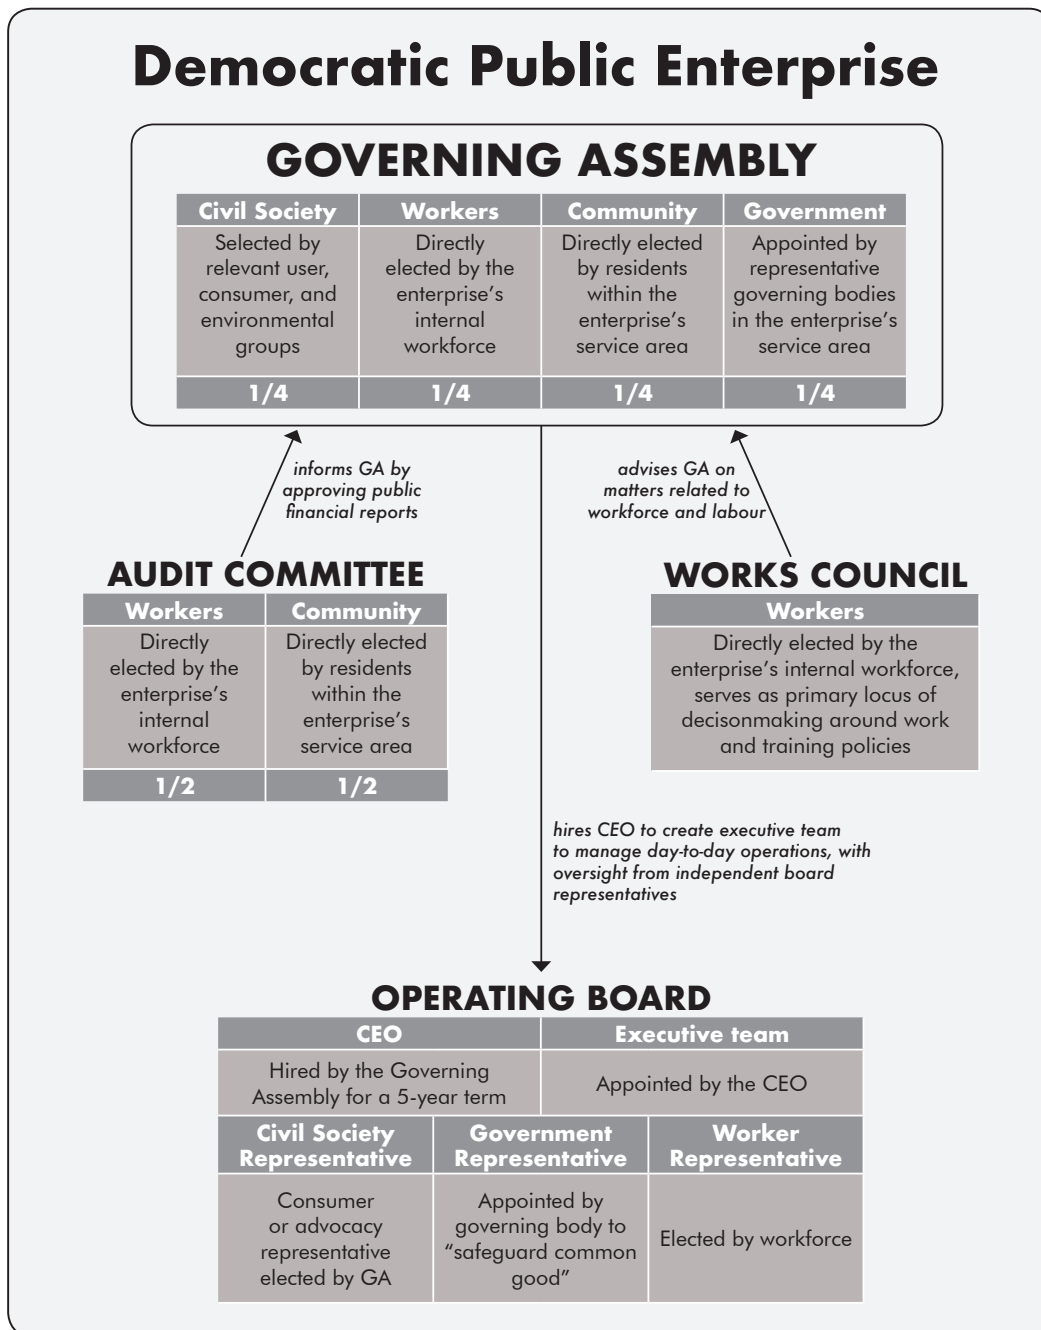 Democratic Public Enterprise
GOVERNING ASSEMBLY
Civil Society
Selected by
relevant user,
consumer, and
environmental
groups
1/4
Workers
Directly
elected by the
enterprise’s
internal
workforce
1/4
Community
Directly elected
by residents
within the
enterprise’s
service area
1/4
Government
Appointed by
representative
governing bodies
in the enterprise’s
service area
1/4
informs GA by
approving public
financial reports
advises GA on
matters related to
workforce and labour
AUDIT COMMITTEE
Workers
Directly
elected by the
enterprise’s
internal
workforce
1/2
Community
Directly elected
by residents
within the
enterprise’s
service area
1/2
WORKS COUNCIL
Workers
Directly elected by the
enterprise’s internal workforce,
serves as primary locus of
decisonmaking around work
and training policies
hires CEO to create executive team
to manage day-to-day operations, with
oversight from independent board
representatives
OPERATING BOARD
CEO
Hired by the Governing
Assembly for a 5-year term
Executive team
Appointed by the CEO
Civil Society
Representative
Consumer
or advocacy
representative
elected by GA
Government
Representative
Appointed by
governing body to
“safeguard common
good”
Worker
Representative
Elected by workforce